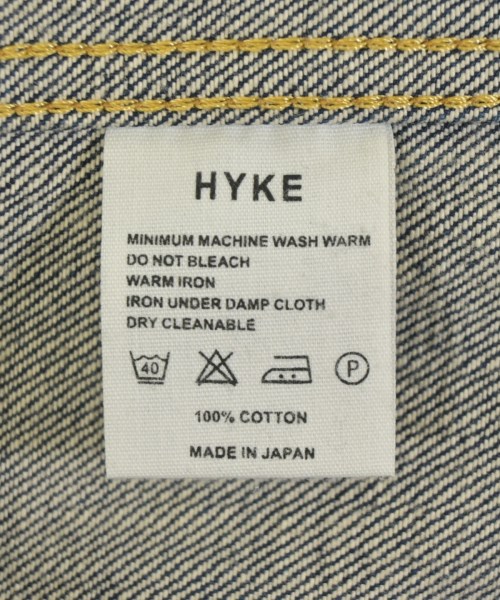 HYKE
MINIMUM MACHINE WASH WARM
DO NOT BLEACH
WARM IRON
IRON UNDER DAMP CLOTH
DRY CLEANABLE
40 P
100% COTTON
MADE IN JAPAN